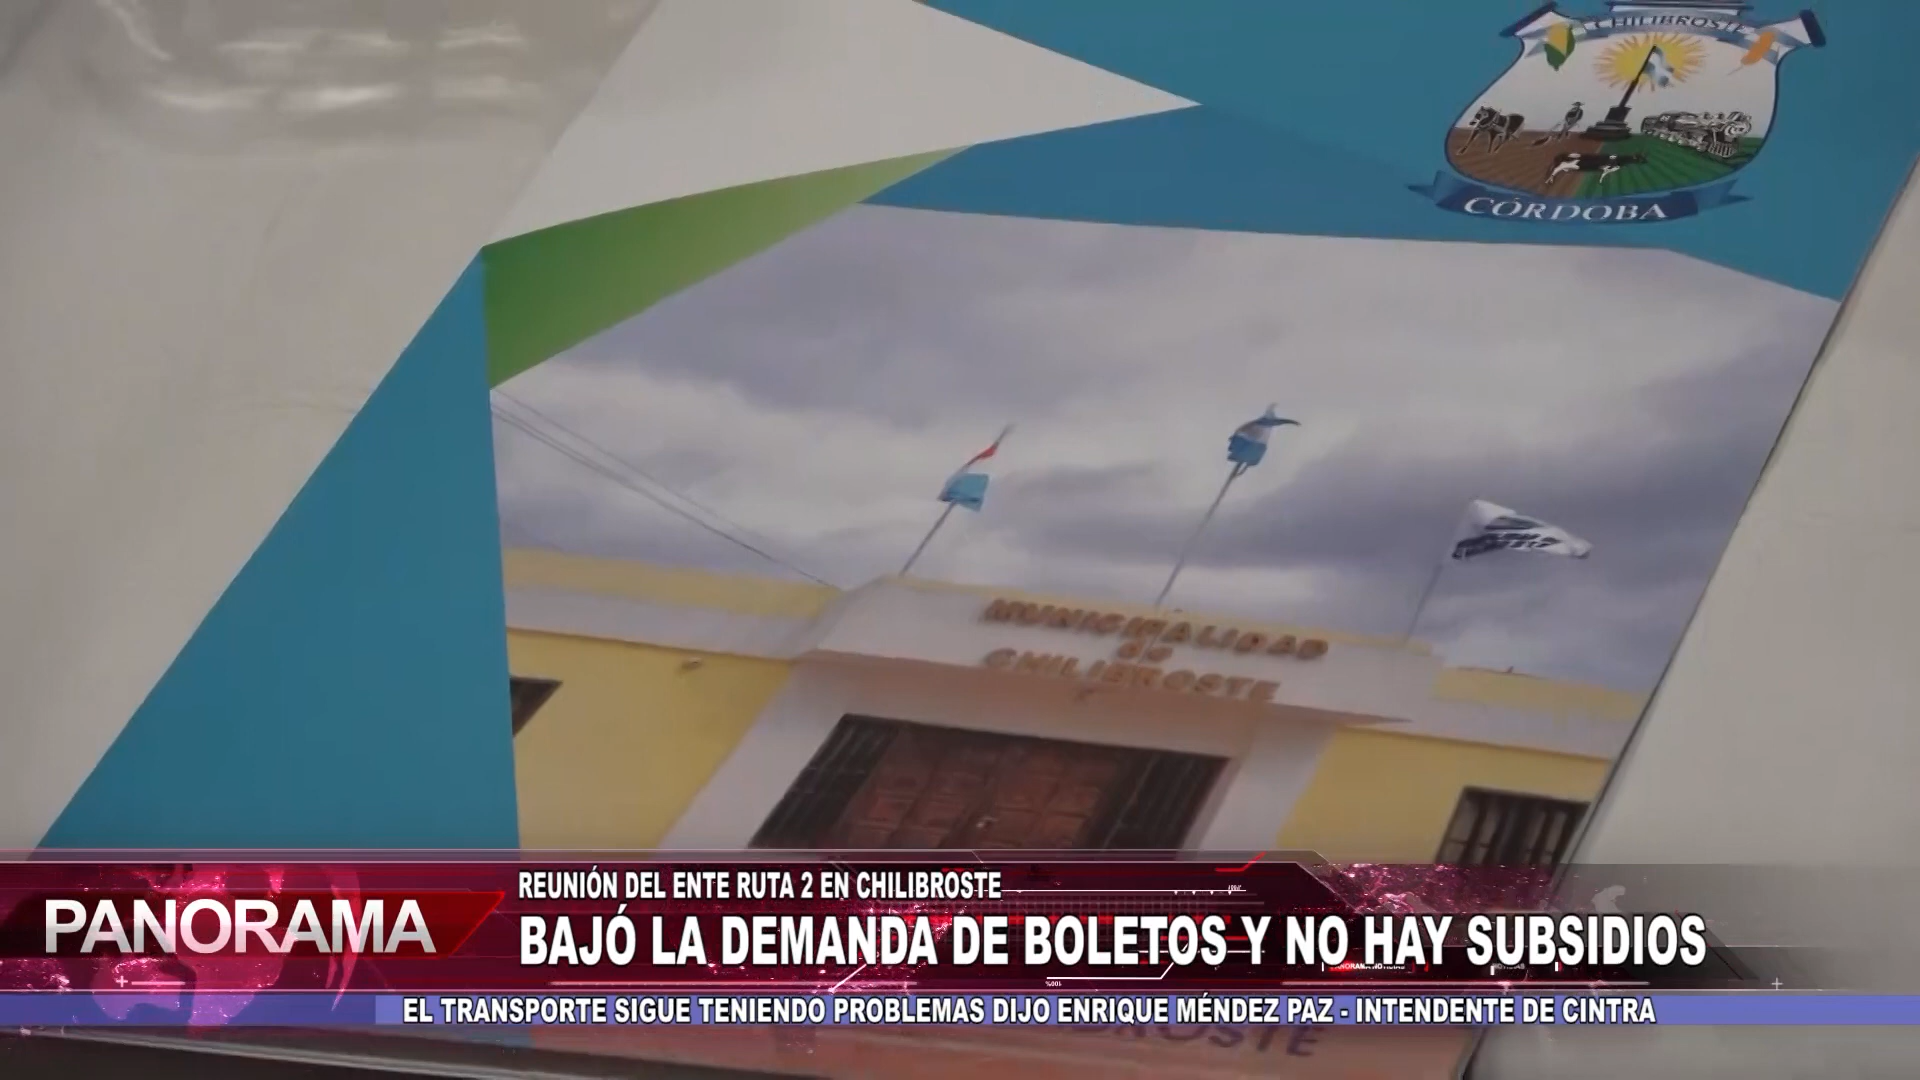 CHILIBROSTE
CÓRDOBA
MUNICIPALIDAD
de
CHILIBROSTE
REUNIÓN DEL ENTE RUTA 2 EN CHILIBROSTE
PANORAMA
BAJÓ LA DEMANDA DE BOLETOS Y NO HAY SUBSIDIOS
EL TRANSPORTE SIGUE TENIENDO PROBLEMAS DIJO ENRIQUE MÉNDEZ PAZ - INTENDENTE DE CINTRA